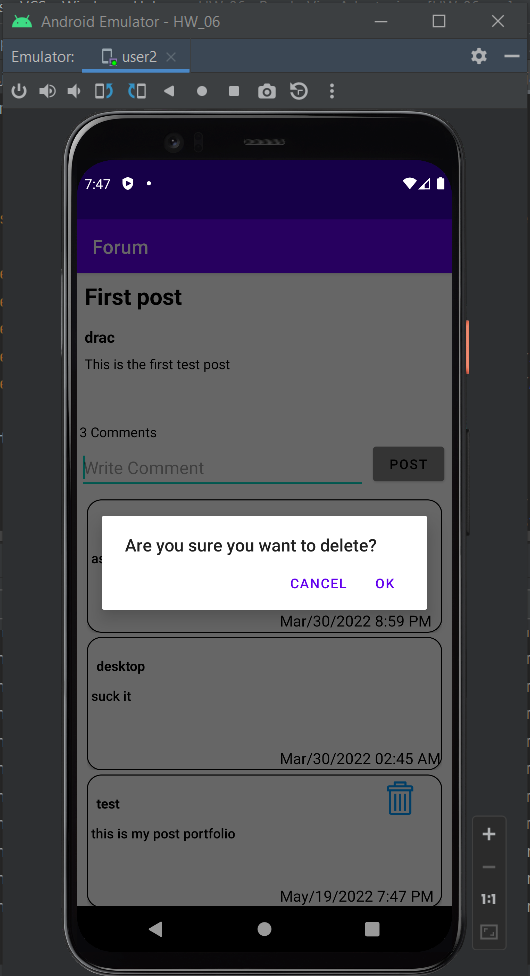 Android Emulator - HW_06
Emulator: user2
7:47
Forum
First post
drac
This is the first test post
3 Comments
Write Comment
POST
Are you sure you want to delete?
CANCEL OK
Mar/30/2022 8:59 PM
desktop
suck it
Mar/30/2022 02:45 AM
test
this is my post portfolio
May/19/2022 7:47 PM
1:1